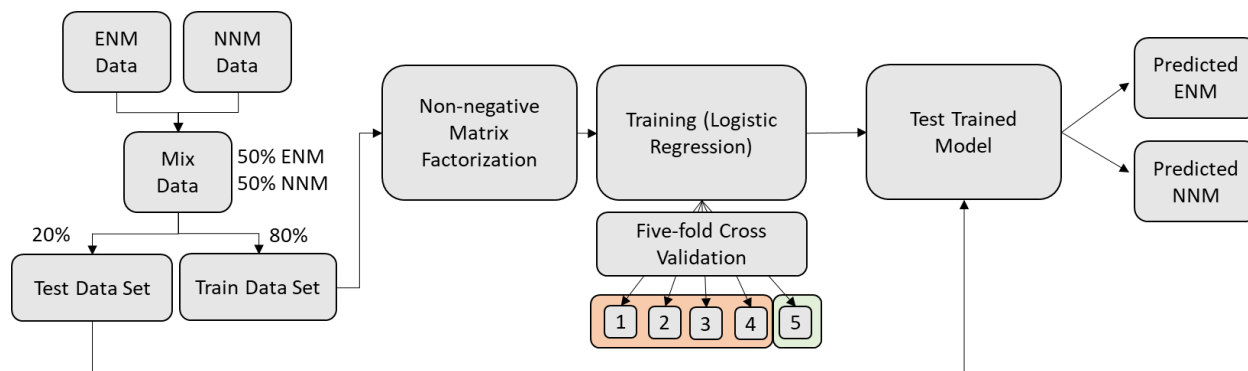 ENM
Data
NNM
Data
Mix
Data
50% ENM
50% NNM
20%
80%
Test Data Set
Train Data Set
Non-negative
Matrix
Factorization
Training (Logistic
Regression)
Five-fold Cross
Validation
1
2
3
4
5
Test Trained
Model
Predicted
ENM
Predicted
NNM